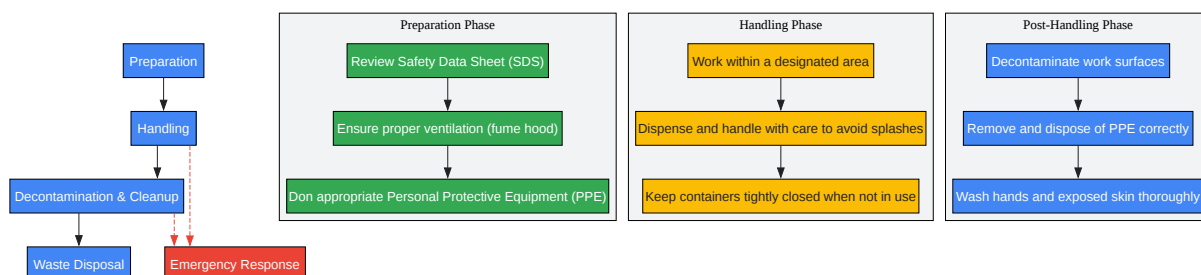 Preparation
Handling
Decontamination & Cleanup
Waste Disposal
Emergency Response
Preparation Phase
Review Safety Data Sheet (SDS)
Ensure proper ventilation (fume hood)
Don appropriate Personal Protective Equipment (PPE)
Handling Phase
Work within a designated area
Dispense and handle with care to avoid splashes
Keep containers tightly closed when not in use
Post-Handling Phase
Decontaminate work surfaces
Remove and dispose of PPE correctly
Wash hands and exposed skin thoroughly